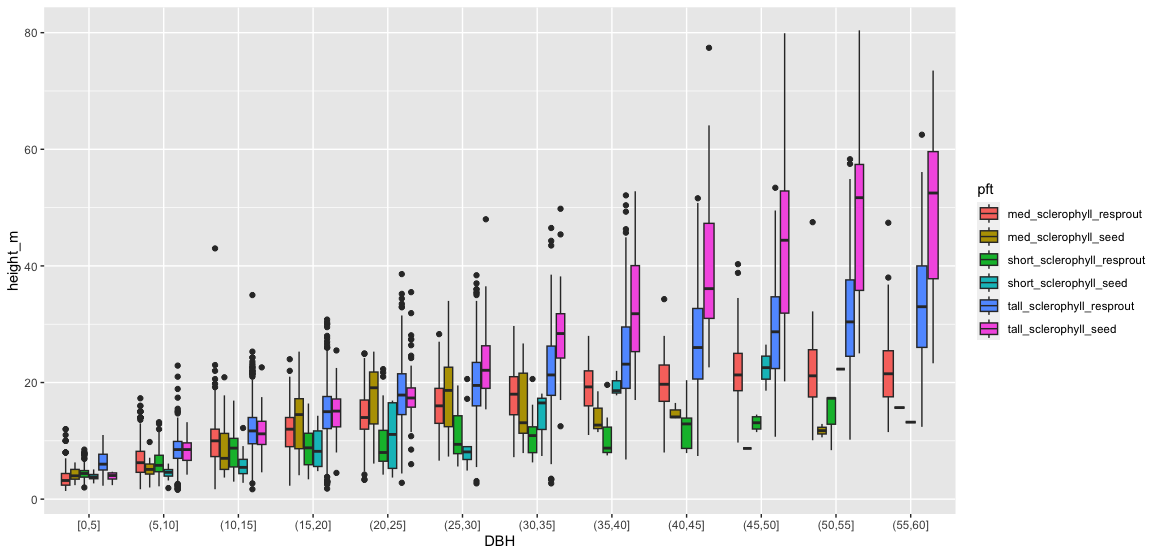 80
60
40
20
0
height_m
[0,5]
(5,10]
(10,15]
(15,20]
(20,25]
(25,30]
(30,35]
(35,40]
(40,45]
(45,50]
(50,55]
(55,60]
DBH
pft
med_sclerophyll_resprout
med_sclerophyll_seed
short_sclerophyll_resprout
short_sclerophyll_seed
tall_sclerophyll_resprout
tall_sclerophyll_seed